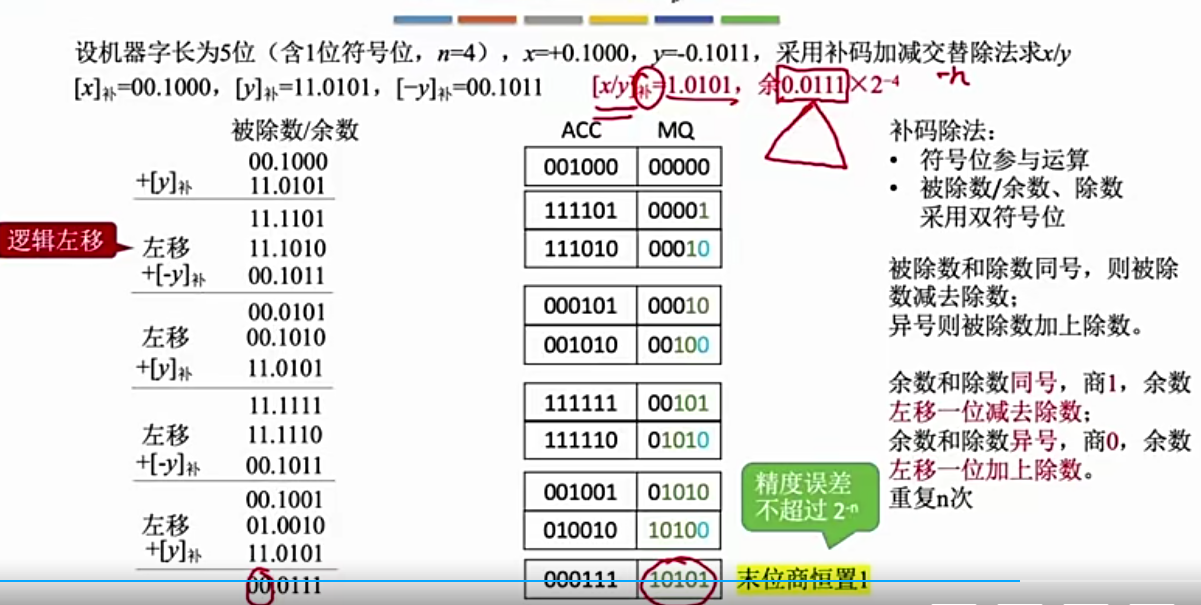 设机器字长为5位（含1位符号位，n=4），x=+0.1000，y=-0.1011，采用补码加减交替除法求x/y
[x]补=00.1000，[y]补=11.0101，[−y]补=00.1011
[x/y]补=1.0101，余0.0111×2⁻⁴
-n
被除数/余数
00.1000
+[y]补 11.0101
11.1101
逻辑左移
左移 11.1010
+[-y]补 00.1011
00.0101
左移 00.1010
+[y]补 11.0101
11.1111
左移 11.1110
+[-y]补 00.1011
00.1001
左移 01.0010
+[y]补 11.0101
00.0111
ACC MQ
001000 00000
111101 00001
111010 00010
000101 00010
001010 00100
111111 00101
111110 01010
001001 01010
010010 10100
000111 10101
精度误差
不超过 2⁻ⁿ
末位商恒置1
补码除法：
• 符号位参与运算
• 被除数/余数、除数
采用双符号位
被除数和除数同号，则被除
数减去除数；
异号则被除数加上除数。
余数和除数同号，商1，余数
左移一位减去除数；
余数和除数异号，商0，余数
左移一位加上除数。
重复n次